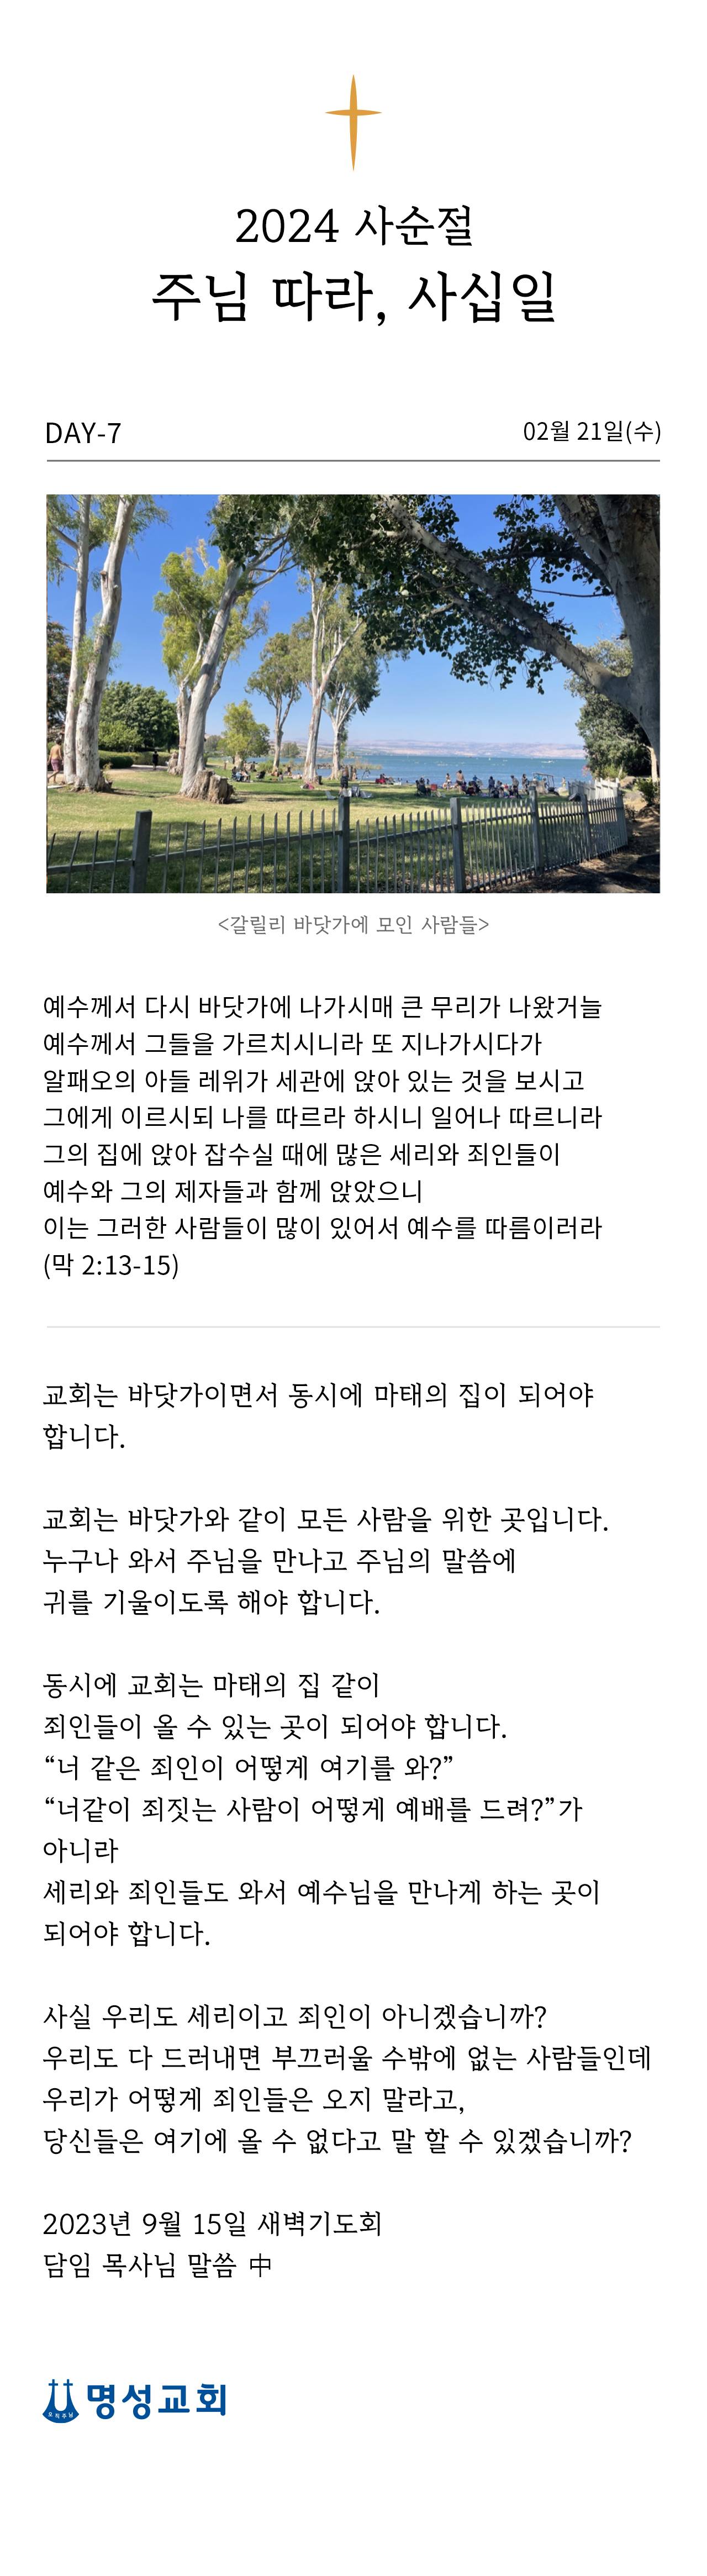 2024 사순절
주님 따라, 사십일
DAY-7
02월 21일(수)
<갈릴리 바닷가에 모인 사람들>
예수께서 다시 바닷가에 나가시매 큰 무리가 나왔거늘
예수께서 그들을 가르치시니라 또 지나가시다가
알패오의 아들 레위가 세관에 앉아 있는 것을 보시고
그에게 이르시되 나를 따르라 하시니 일어나 따르니라
그의 집에 앉아 잡수실 때에 많은 세리와 죄인들이
예수와 그의 제자들과 함께 앉았으니
이는 그러한 사람들이 많이 있어서 예수를 따름이러라
(막 2:13-15)
교회는 바닷가이면서 동시에 마태의 집이 되어야
합니다.
교회는 바닷가와 같이 모든 사람을 위한 곳입니다.
누구나 와서 주님을 만나고 주님의 말씀에
귀를 기울이도록 해야 합니다.
동시에 교회는 마태의 집 같이
죄인들이 올 수 있는 곳이 되어야 합니다.
“너 같은 죄인이 어떻게 여기를 와?”
“너같이 죄짓는 사람이 어떻게 예배를 드려?”가
아니라
세리와 죄인들도 와서 예수님을 만나게 하는 곳이
되어야 합니다.
사실 우리도 세리이고 죄인이 아니겠습니까?
우리도 다 드러내면 부끄러울 수밖에 없는 사람들인데
우리가 어떻게 죄인들은 오지 말라고,
당신들은 여기에 올 수 없다고 말 할 수 있겠습니까?
2023년 9월 15일 새벽기도회
담임 목사님 말씀 中
오직주님
명성교회